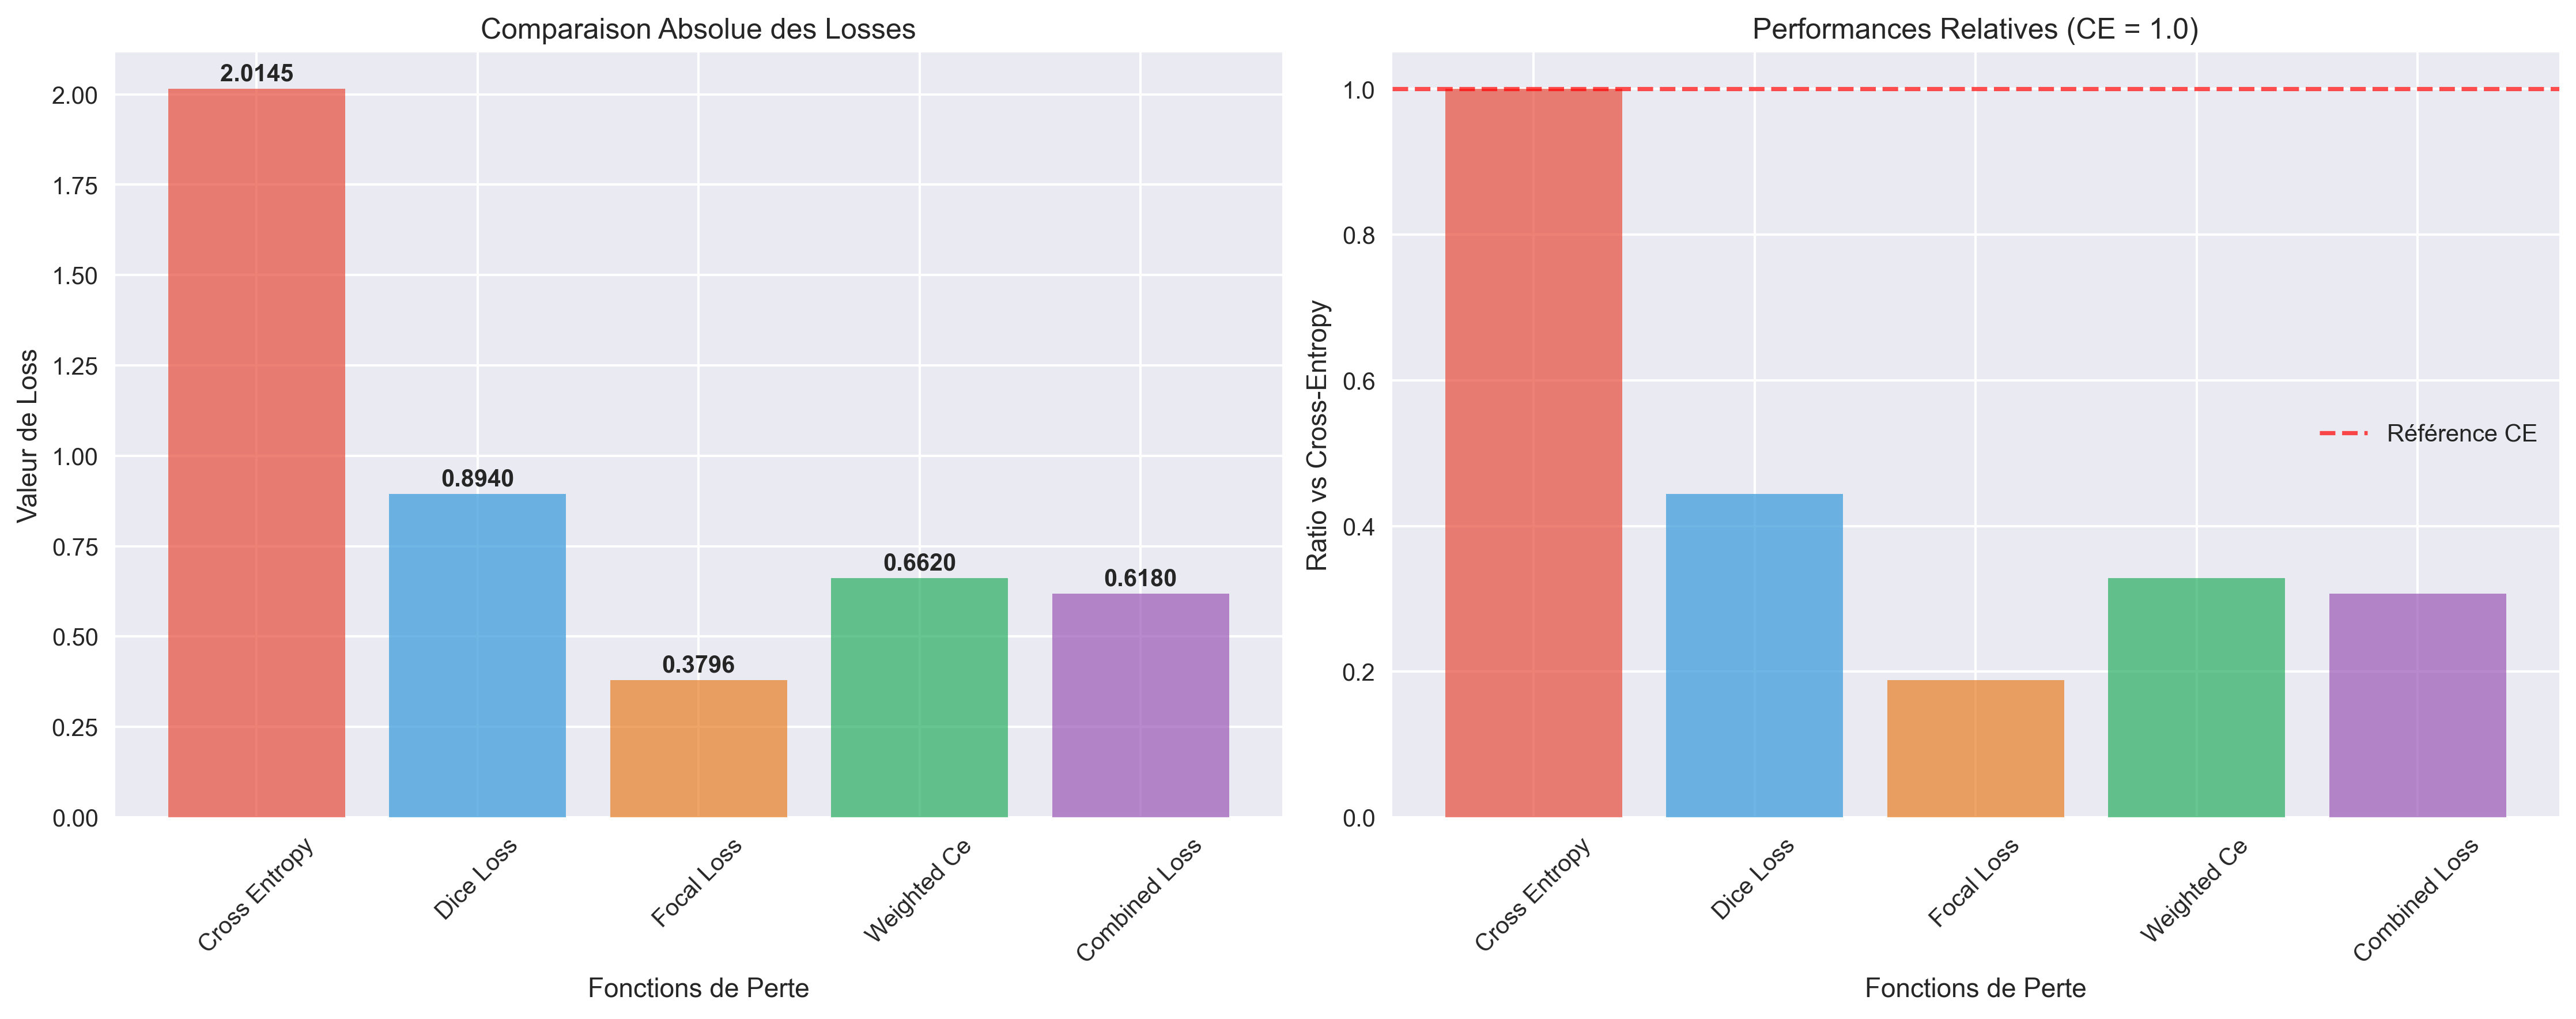 Comparaison Absolue des Losses
Valeur de Loss
2.00
1.75
1.50
1.25
1.00
0.75
0.50
0.25
0.00
2.0145
0.8940
0.3796
0.6620
0.6180
Cross Entropy
Dice Loss
Focal Loss
Weighted Ce
Combined Loss
Fonctions de Perte
Performances Relatives (CE = 1.0)
Ratio vs Cross-Entropy
1.0
0.8
0.6
0.4
0.2
0.0
Référence CE
Cross Entropy
Dice Loss
Focal Loss
Weighted Ce
Combined Loss
Fonctions de Perte